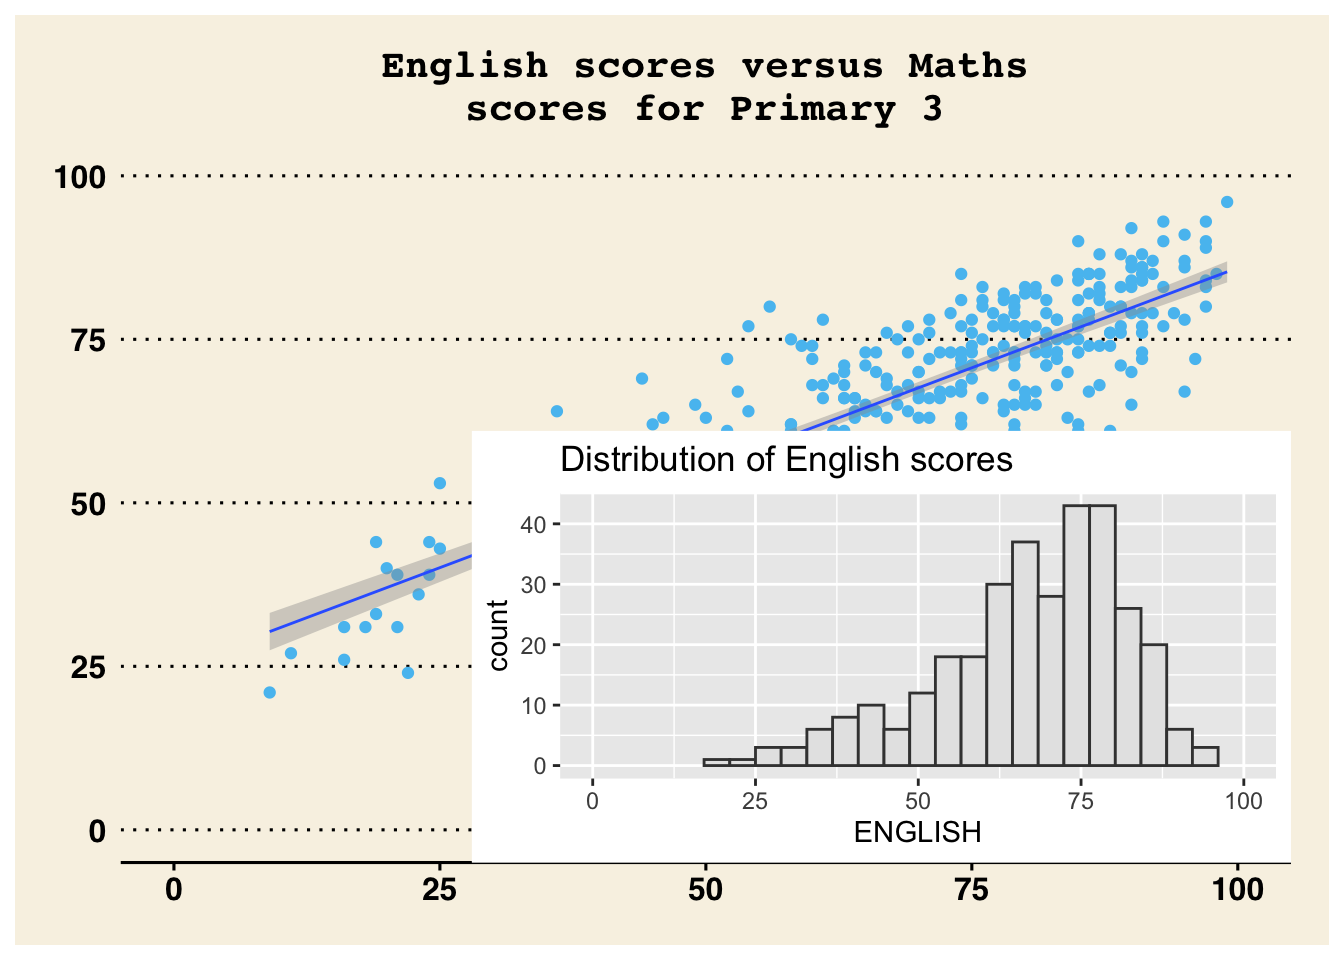 English scores versus Maths
scores for Primary 3
100
75
50
25
0
0 25 50 75 100
Distribution of English scores
40
30
20
10
0
count
0 25 50 75 100
ENGLISH